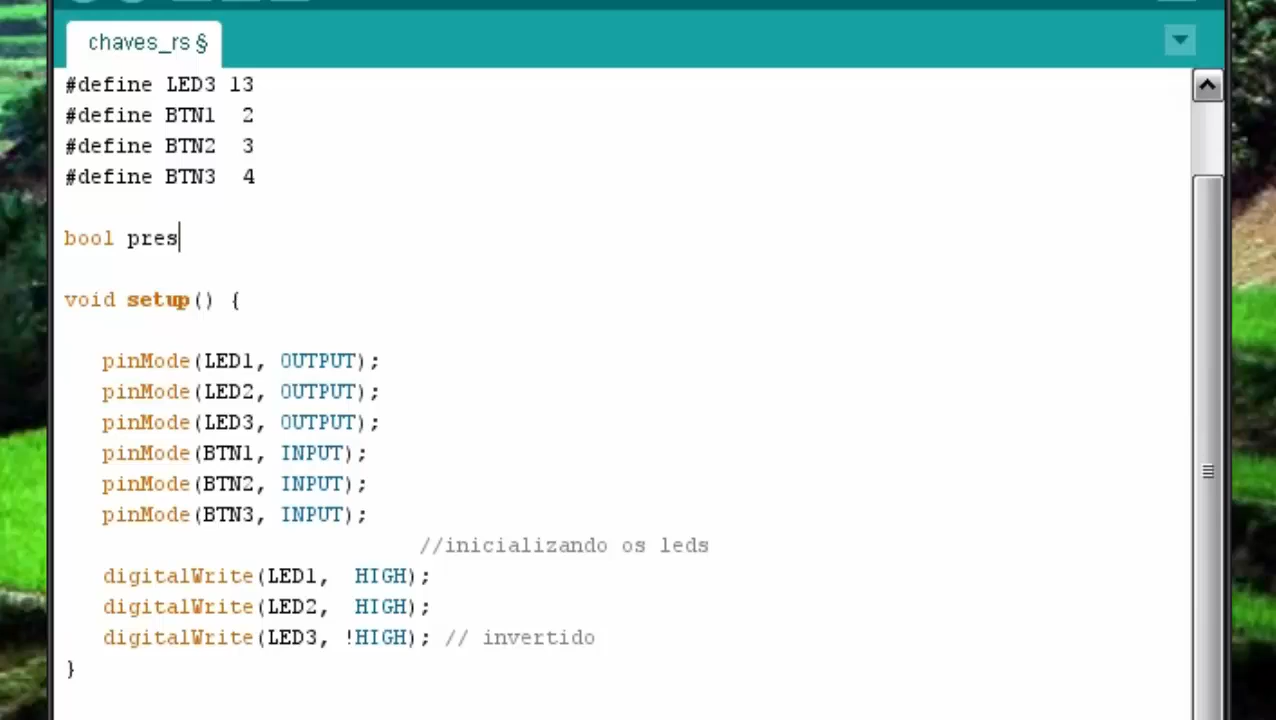 chaves_rs §
#define LED3 13
#define BTN1  2
#define BTN2  3
#define BTN3  4
bool pres
void setup() {
pinMode(LED1, OUTPUT);
pinMode(LED2, OUTPUT);
pinMode(LED3, OUTPUT);
pinMode(BTN1, INPUT);
pinMode(BTN2, INPUT);
pinMode(BTN3, INPUT);
//inicializando os leds
digitalWrite(LED1,  HIGH);
digitalWrite(LED2,  HIGH);
digitalWrite(LED3, !HIGH); // invertido
}